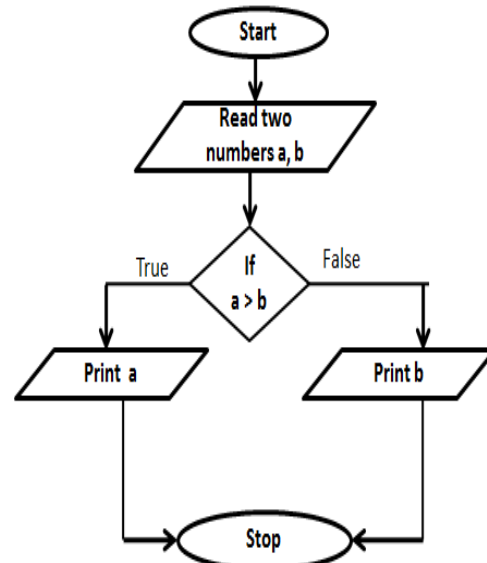 Start
Read two
numbers a, b
If
a > b
True
False
Print a
Print b
Stop